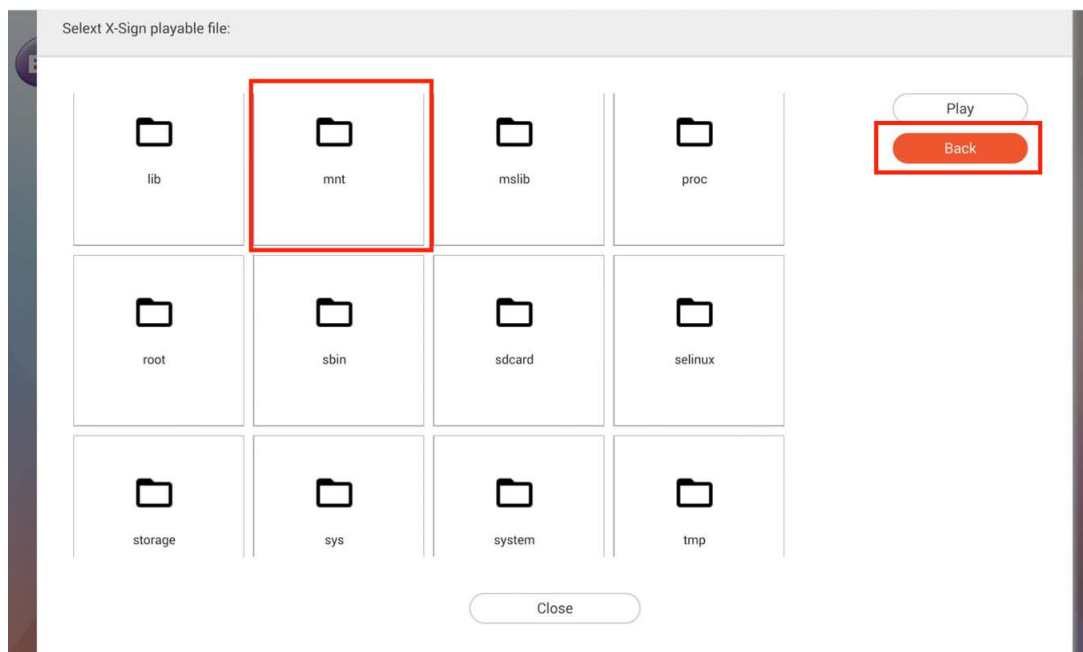 Selext X-Sign playable file:
Play
Back
lib mnt mslib proc
root sbin sdcard selinux
storage sys system tmp
Close